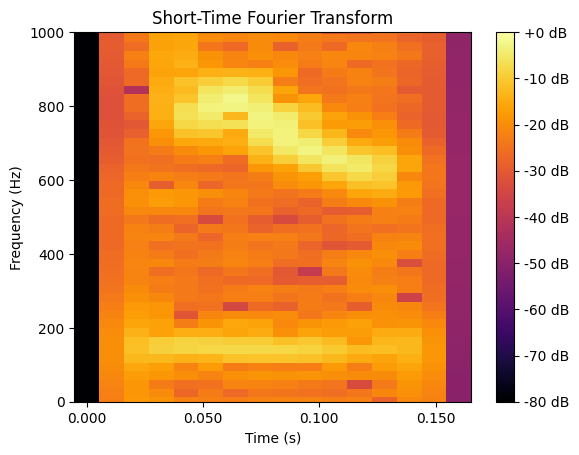 Short-Time Fourier Transform
1000
800
600
400
200
0
Frequency (Hz)
0.000
0.050
0.100
0.150
Time (s)
+0 dB
-10 dB
-20 dB
-30 dB
-40 dB
-50 dB
-60 dB
-70 dB
-80 dB